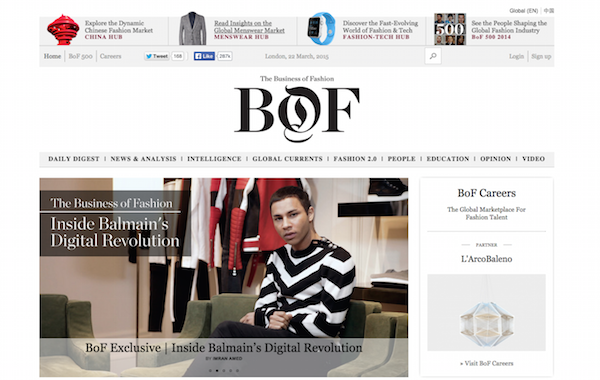 Global (EN) | 中国
Explore the Dynamic
Chinese Fashion Market
CHINA HUB
Read Insights on the
Global Menswear Market
MENSWEAR HUB
Discover the Fast-Evolving
World of Fashion & Tech
FASHION-TECH HUB
500
See the People Shaping the
Global Fashion Industry
BoF 500 2014
Home | BoF 500 | Careers
Tweet 168
Like 287k
London, 22 March, 2015
Login | Sign up
The Business of Fashion
BOF
DAILY DIGEST | NEWS & ANALYSIS | INTELLIGENCE | GLOBAL CURRENTS | FASHION 2.0 | PEOPLE | EDUCATION | OPINION | VIDEO
The Business of Fashion
Inside Balmain's
Digital Revolution
BoF Exclusive | Inside Balmain's Digital Revolution
BY IMRAN AMED
BoF Careers
The Global Marketplace For
Fashion Talent
PARTNER
L'ArcoBaleno
» Visit BoF Careers